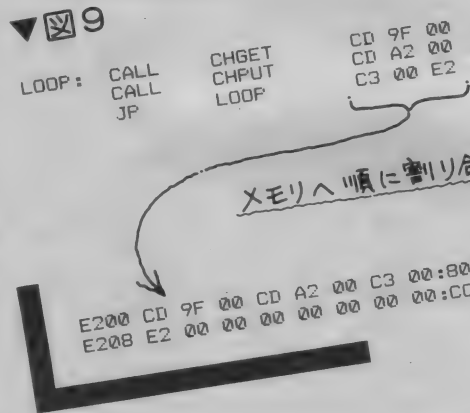 ▼図9
LOOP: CALL CHGET CD 9F 00
CALL CHPUT CD A2 00
JP LOOP C3 00 E2
メモリへ順に割り
E200 CD 9F 00 CD A2 00 C3 00:80
E208 E2 00 00 00 00 00 00 00:CD